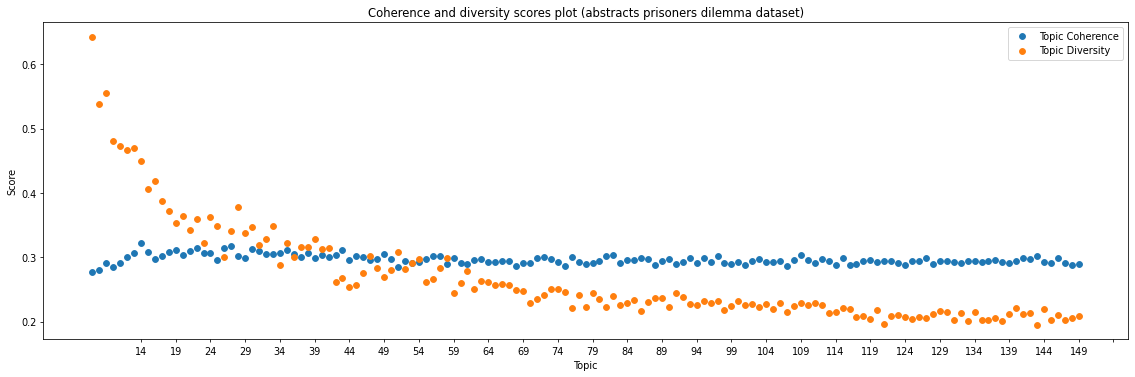 Coherence and diversity scores plot (abstracts prisoners dilemma dataset)
Topic Coherence
Topic Diversity
Score
0.6
0.5
0.4
0.3
0.2
14 19 24 29 34 39 44 49 54 59 64 69 74 79 84 89 94 99 104 109 114 119 124 129 134 139 144 149
Topic